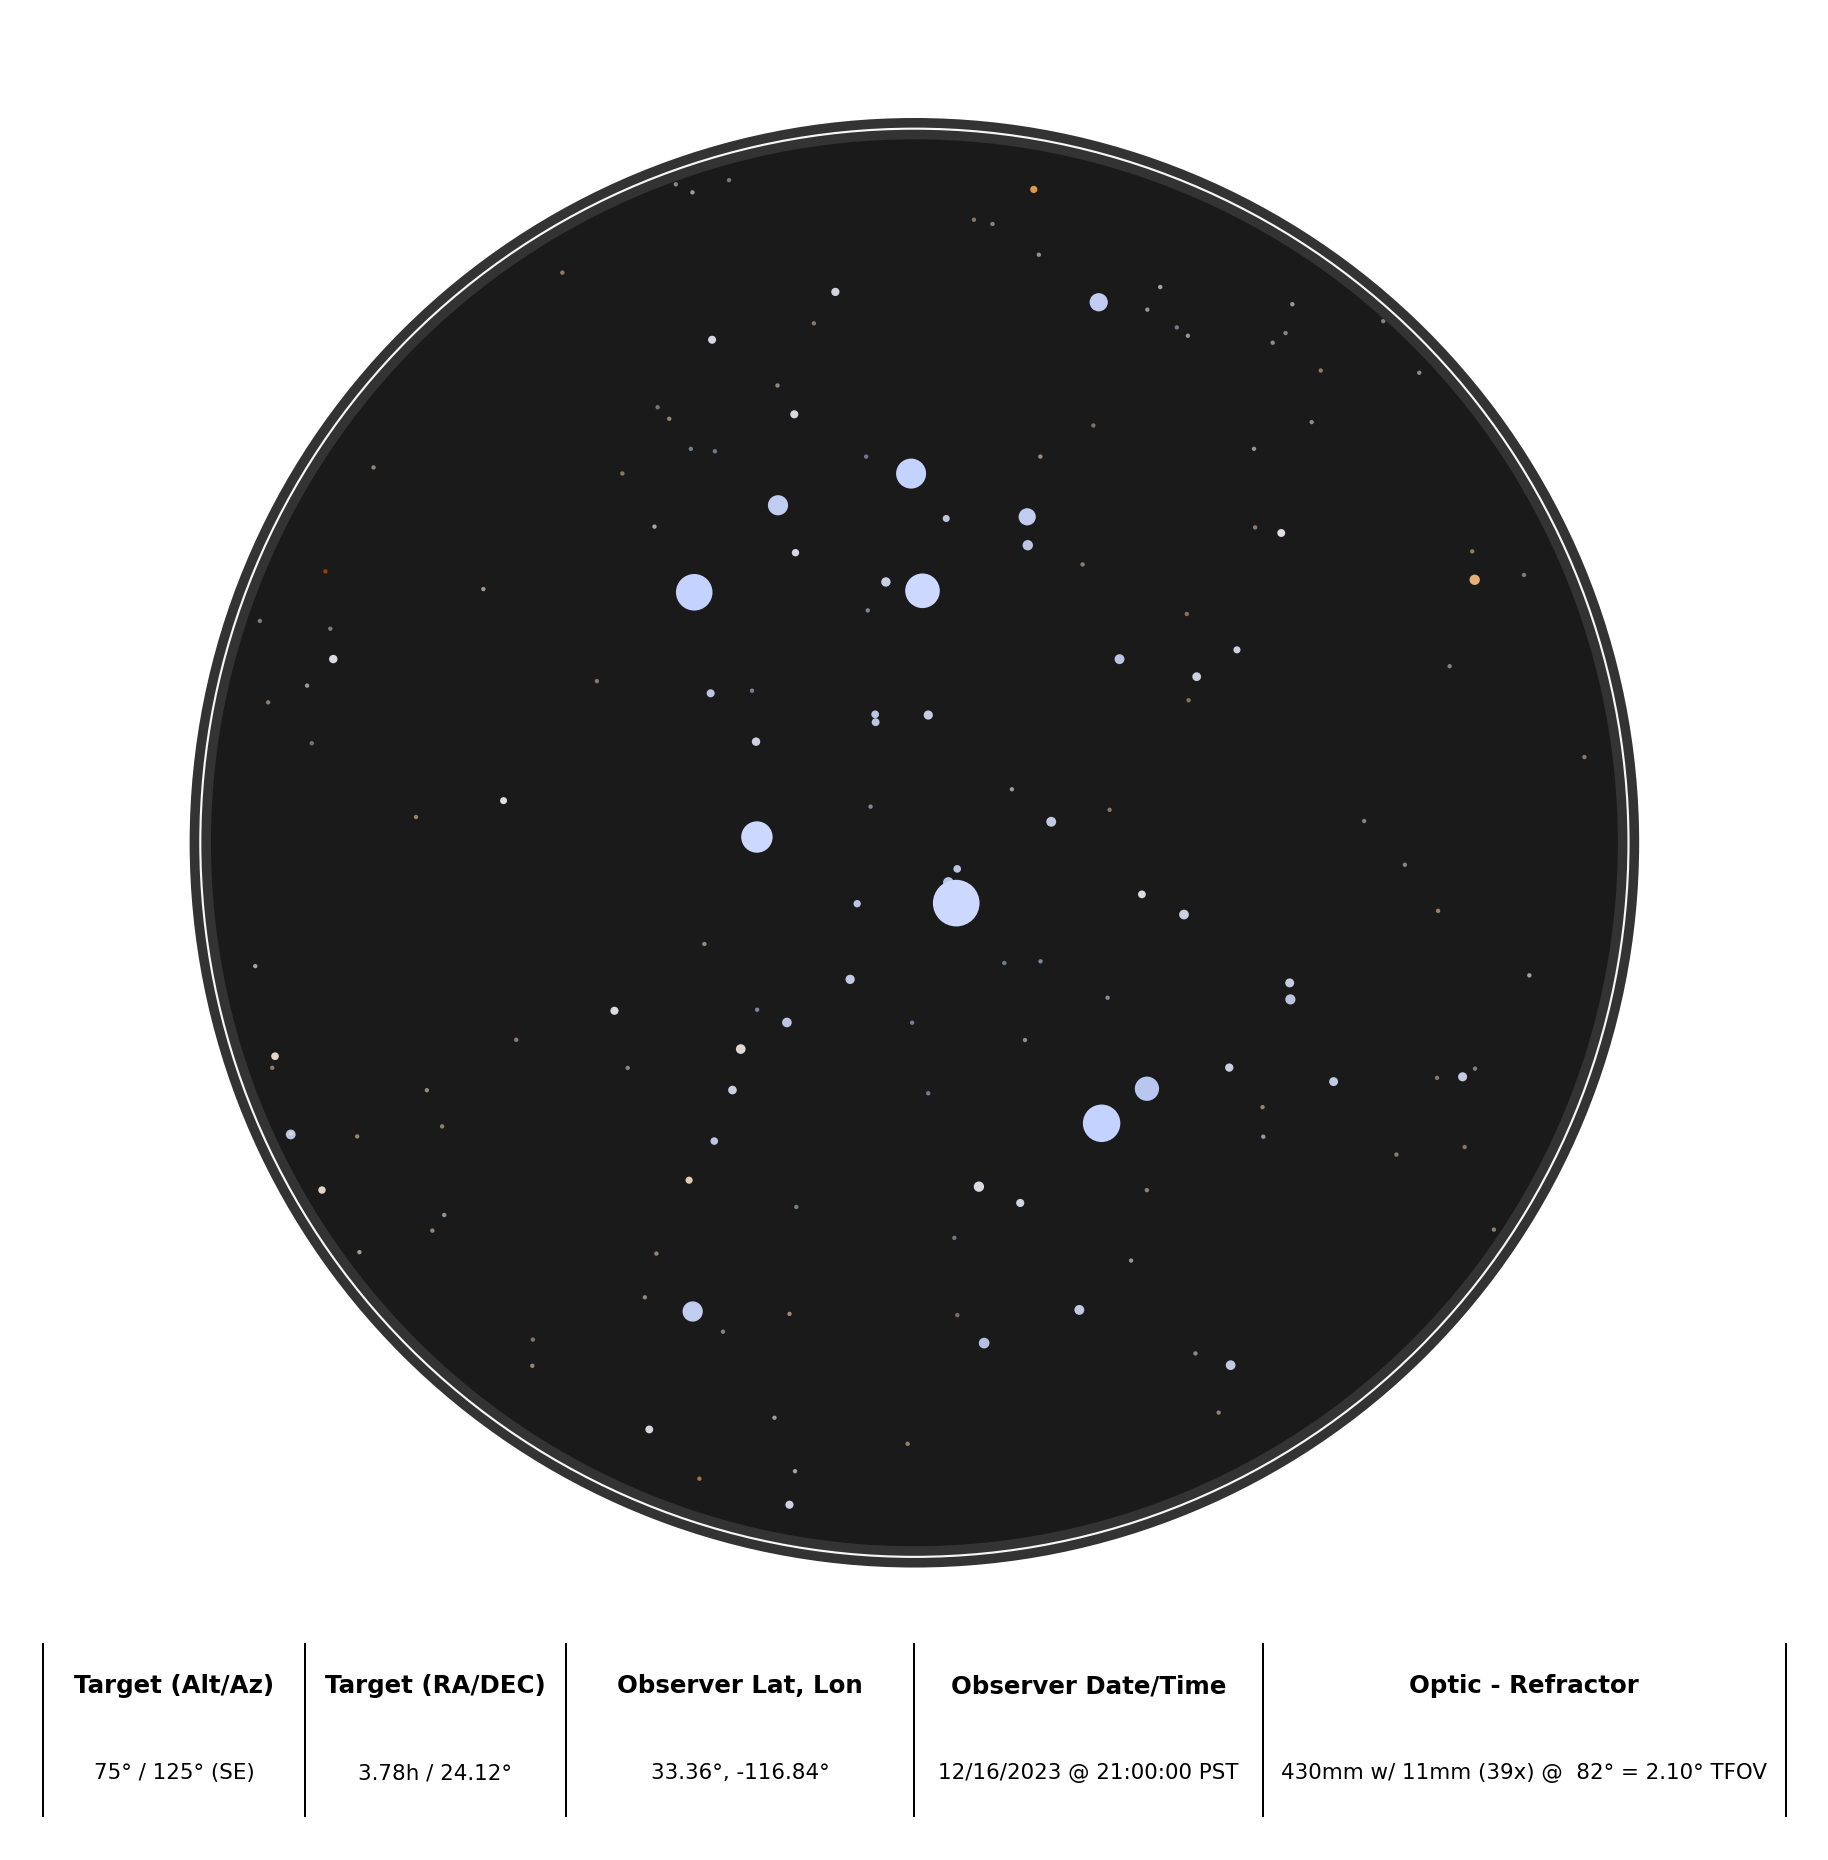 Target (Alt/Az) Target (RA/DEC) Observer Lat, Lon Observer Date/Time Optic - Refractor
75° / 125° (SE) 3.78h / 24.12° 33.36°, -116.84° 12/16/2023 @ 21:00:00 PST 430mm w/ 11mm (39x) @  82° = 2.10° TFOV